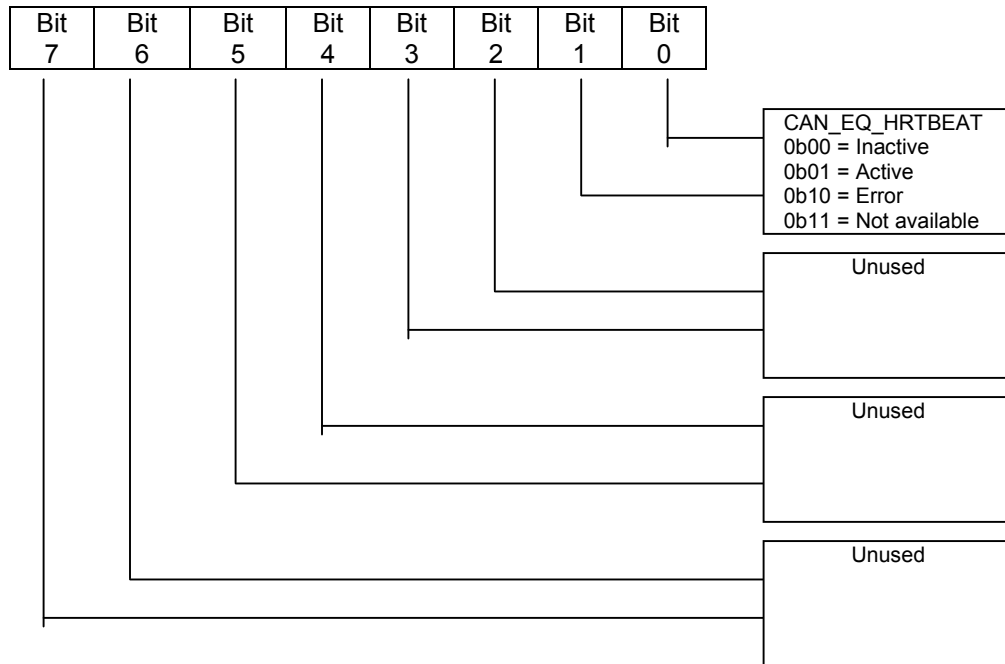 Bit Bit Bit Bit Bit Bit Bit Bit
7 6 5 4 3 2 1 0
CAN_EQ_HRTBEAT
0b00 = Inactive
0b01 = Active
0b10 = Error
0b11 = Not available
Unused
Unused
Unused